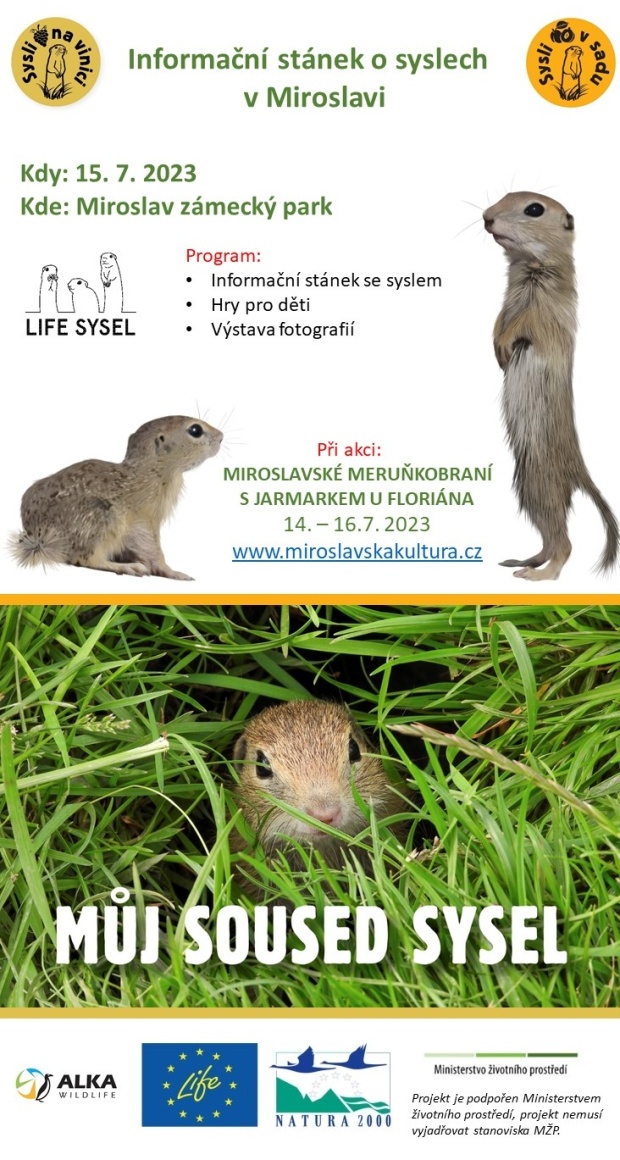 Sysli na vinici
Informační stánek o syslech
v Miroslavi
Sysli v sadu
Kdy: 15. 7. 2023
Kde: Miroslav zámecký park
LIFE SYSEL
Program:
• Informační stánek se syslem
• Hry pro děti
• Výstava fotografií
Při akci:
MIROSLAVSKÉ MERUŇKOBRANÍ
S JARMARKEM U FLORIÁNA
14. – 16.7. 2023
www.miroslavskakultura.cz
MŮJ SOUSED SYSEL
ALKA
WILDLIFE
Life
NATURA 2000
Ministerstvo životního prostředí
Projekt je podpořen Ministerstvem
životního prostředí, projekt nemusí
vyjadřovat stanoviska MŽP.